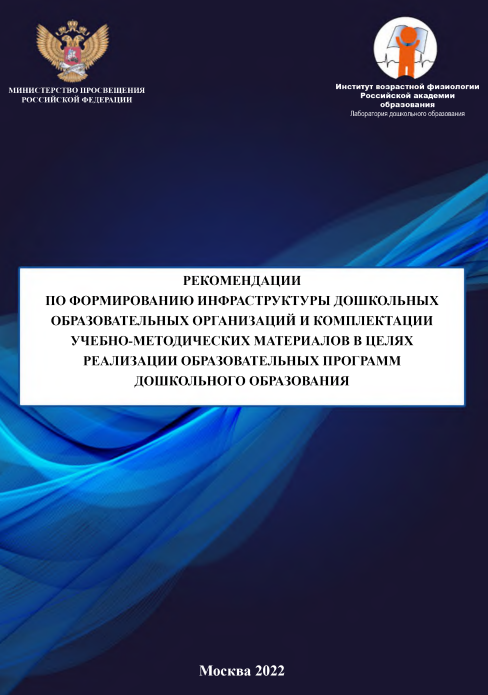 МИНИСТЕРСТВО ПРОСВЕЩЕНИЯ
РОССИЙСКОЙ ФЕДЕРАЦИИ
Институт возрастной физиологии
Российской академии
образования
Лаборатория дошкольного образования
РЕКОМЕНДАЦИИ
ПО ФОРМИРОВАНИЮ ИНФРАСТРУКТУРЫ ДОШКОЛЬНЫХ
ОБРАЗОВАТЕЛЬНЫХ ОРГАНИЗАЦИЙ И КОМПЛЕКТАЦИИ
УЧЕБНО-МЕТОДИЧЕСКИХ МАТЕРИАЛОВ В ЦЕЛЯХ
РЕАЛИЗАЦИИ ОБРАЗОВАТЕЛЬНЫХ ПРОГРАММ
ДОШКОЛЬНОГО ОБРАЗОВАНИЯ
Москва 2022